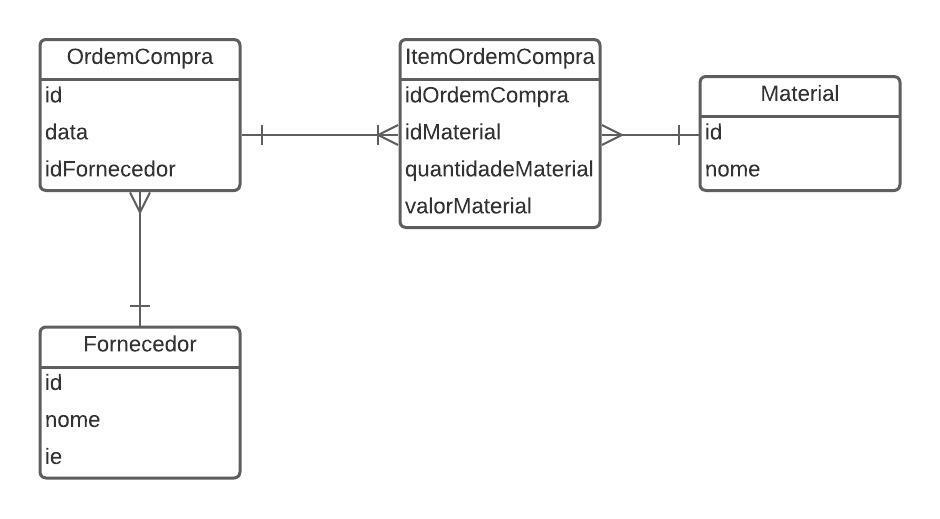 OrdemCompra
id
data
idFornecedor
ItemOrdemCompra
idOrdemCompra
idMaterial
quantidadeMaterial
valorMaterial
Material
id
nome
Fornecedor
id
nome
ie